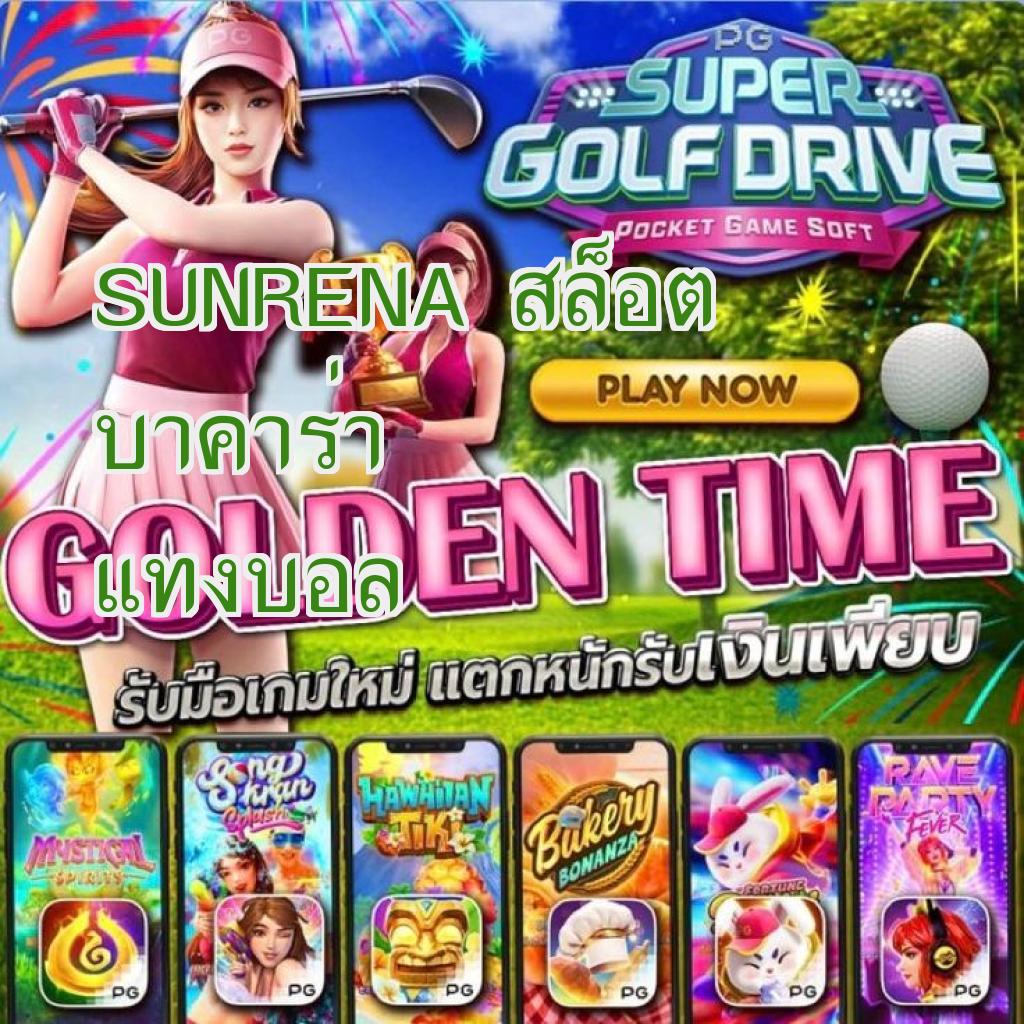 PG
PG
SUPER
GOLF DRIVE
POCKET GAME SOFT
SUNRENA สล็อต
PLAY NOW
บาคาร่า
GOLDEN TIME
แทงบอล
รับมือเกมใหม่ แตกหนักรับเงินเพียบ
MYSTICAL
SPIRITS
PG
Songkran
Splash
PG
HAWAIIAN
TIKI
PG
Bakery
BONANZA
FORTUNE
PG
RAVE
PARTY
FEVER
PG